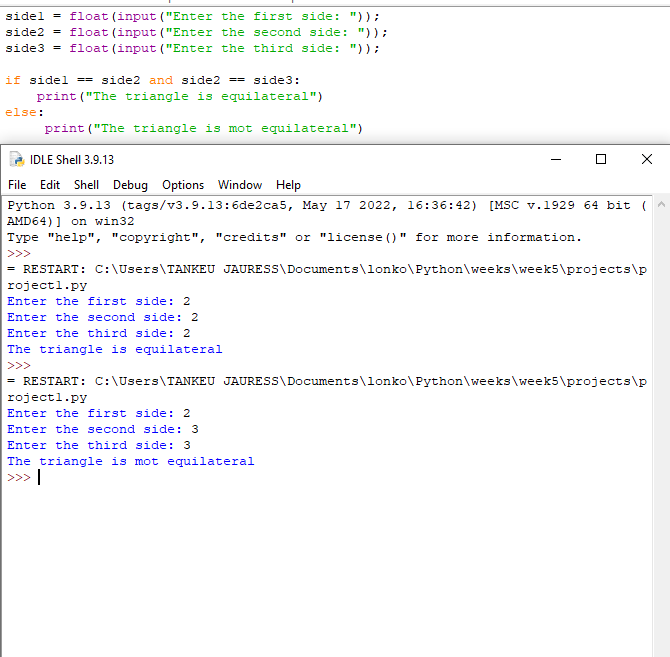 side1 = float(input("Enter the first side: "));
side2 = float(input("Enter the second side: "));
side3 = float(input("Enter the third side: "));
if side1 == side2 and side2 == side3:
    print("The triangle is equilateral")
else:
     print("The triangle is mot equilateral")
IDLE Shell 3.9.13
File Edit Shell Debug Options Window Help
Python 3.9.13 (tags/v3.9.13:6de2ca5, May 17 2022, 16:36:42) [MSC v.1929 64 bit (
AMD64)] on win32
Type "help", "copyright", "credits" or "license()" for more information.
>>>
= RESTART: C:\Users\TANKEU JAURESS\Documents\lonko\Python\weeks\week5\projects\p
roject1.py
Enter the first side: 2
Enter the second side: 2
Enter the third side: 2
The triangle is equilateral
>>>
= RESTART: C:\Users\TANKEU JAURESS\Documents\lonko\Python\weeks\week5\projects\p
roject1.py
Enter the first side: 2
Enter the second side: 3
Enter the third side: 3
The triangle is mot equilateral
>>>